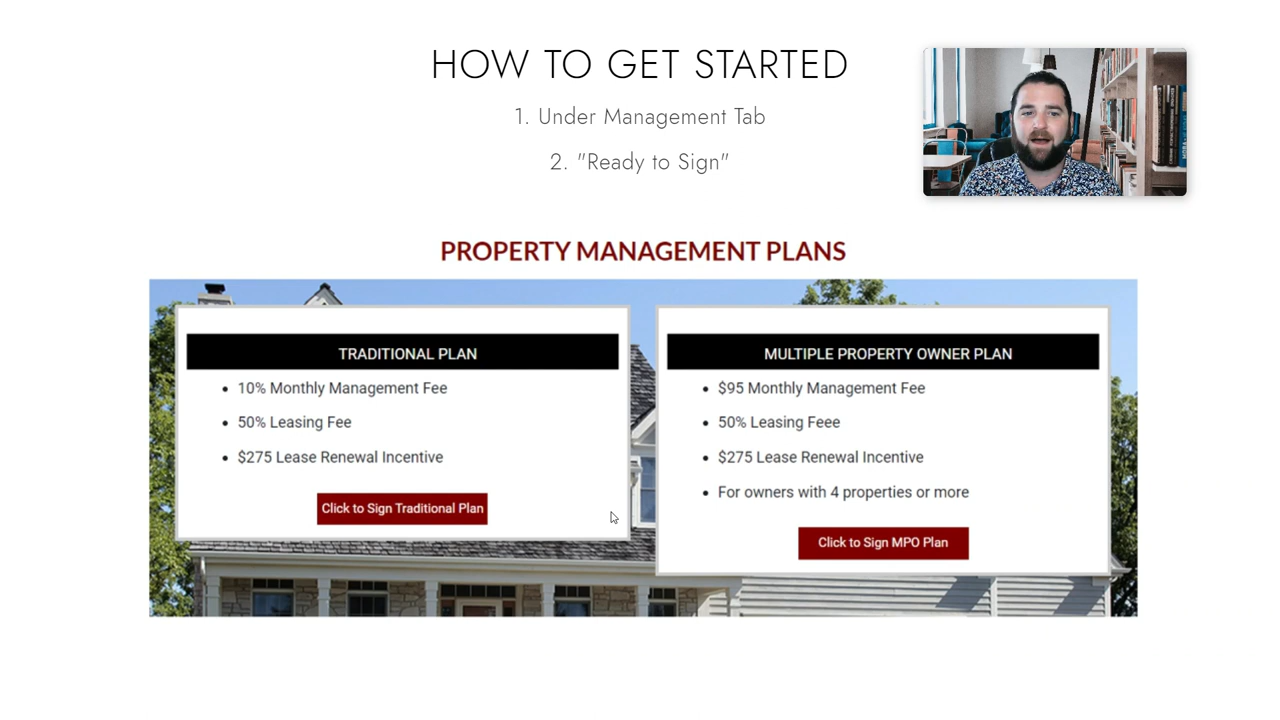 HOW TO GET STARTED
1. Under Management Tab
2. "Ready to Sign"
PROPERTY MANAGEMENT PLANS
TRADITIONAL PLAN
• 10% Monthly Management Fee
• 50% Leasing Fee
• $275 Lease Renewal Incentive
Click to Sign Traditional Plan
MULTIPLE PROPERTY OWNER PLAN
• $95 Monthly Management Fee
• 50% Leasing Feee
• $275 Lease Renewal Incentive
• For owners with 4 properties or more
Click to Sign MPO Plan